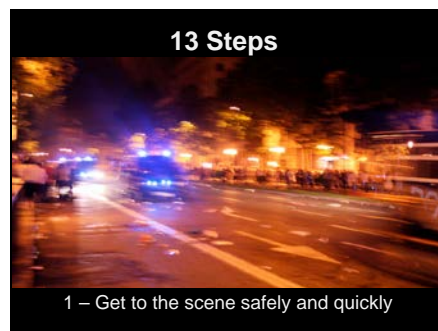 13 Steps
1 – Get to the scene safely and quickly